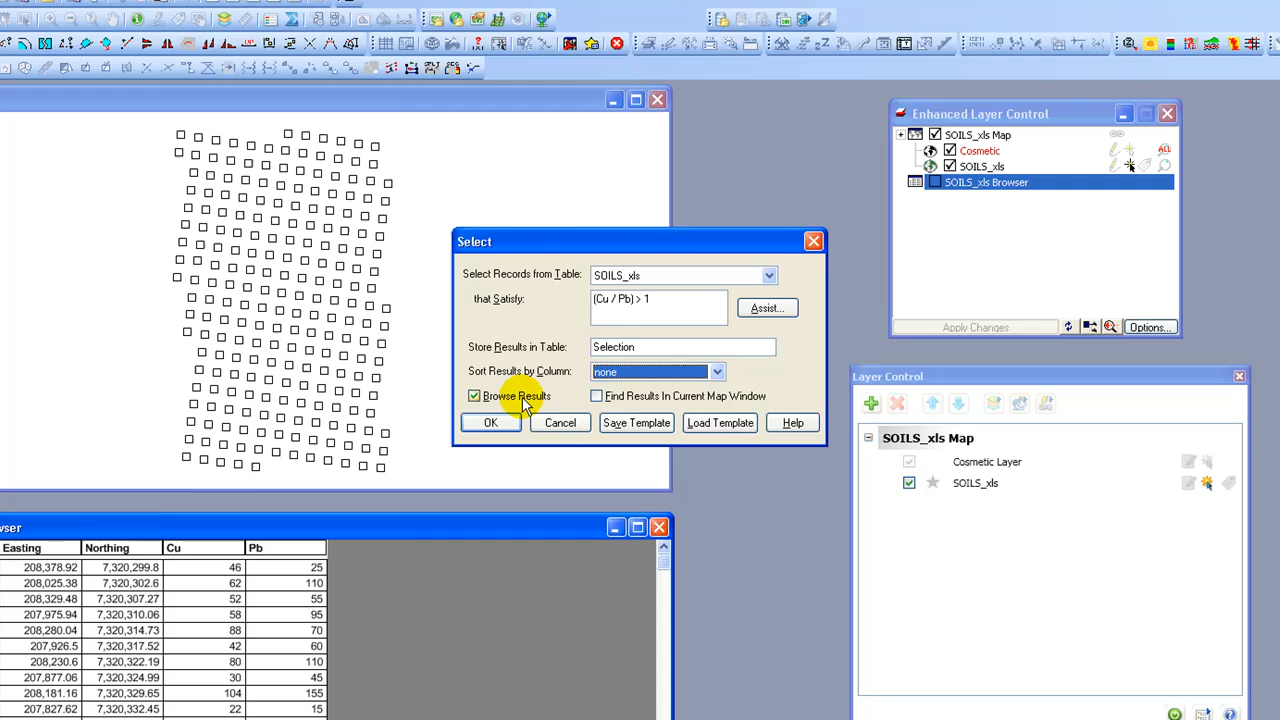 Enhanced Layer Control
SOILS_xls Map
Cosmetic
ALL
SOILS_xls
SOILS_xls Browser
Apply Changes
Options...
Select
Select Records from Table:
SOILS_xls
that Satisfy:
(Cu / Pb) > 1
Assist...
Store Results in Table:
Selection
Sort Results by Column:
none
Browse Results
Find Results In Current Map Window
OK
Cancel
Save Template
Load Template
Help
Layer Control
SOILS_xls Map
Cosmetic Layer
SOILS_xls
wser
Easting Northing Cu Pb
208,378.92 7,320,299.8 46 25
208,025.38 7,320,302.6 62 110
208,329.48 7,320,307.27 52 55
207,975.94 7,320,310.06 58 95
208,280.04 7,320,314.73 88 70
207,926.5 7,320,317.52 42 60
208,230.6 7,320,322.19 80 110
207,877.06 7,320,324.99 30 45
208,181.16 7,320,329.65 104 155
207,827.62 7,320,332.45 22 15